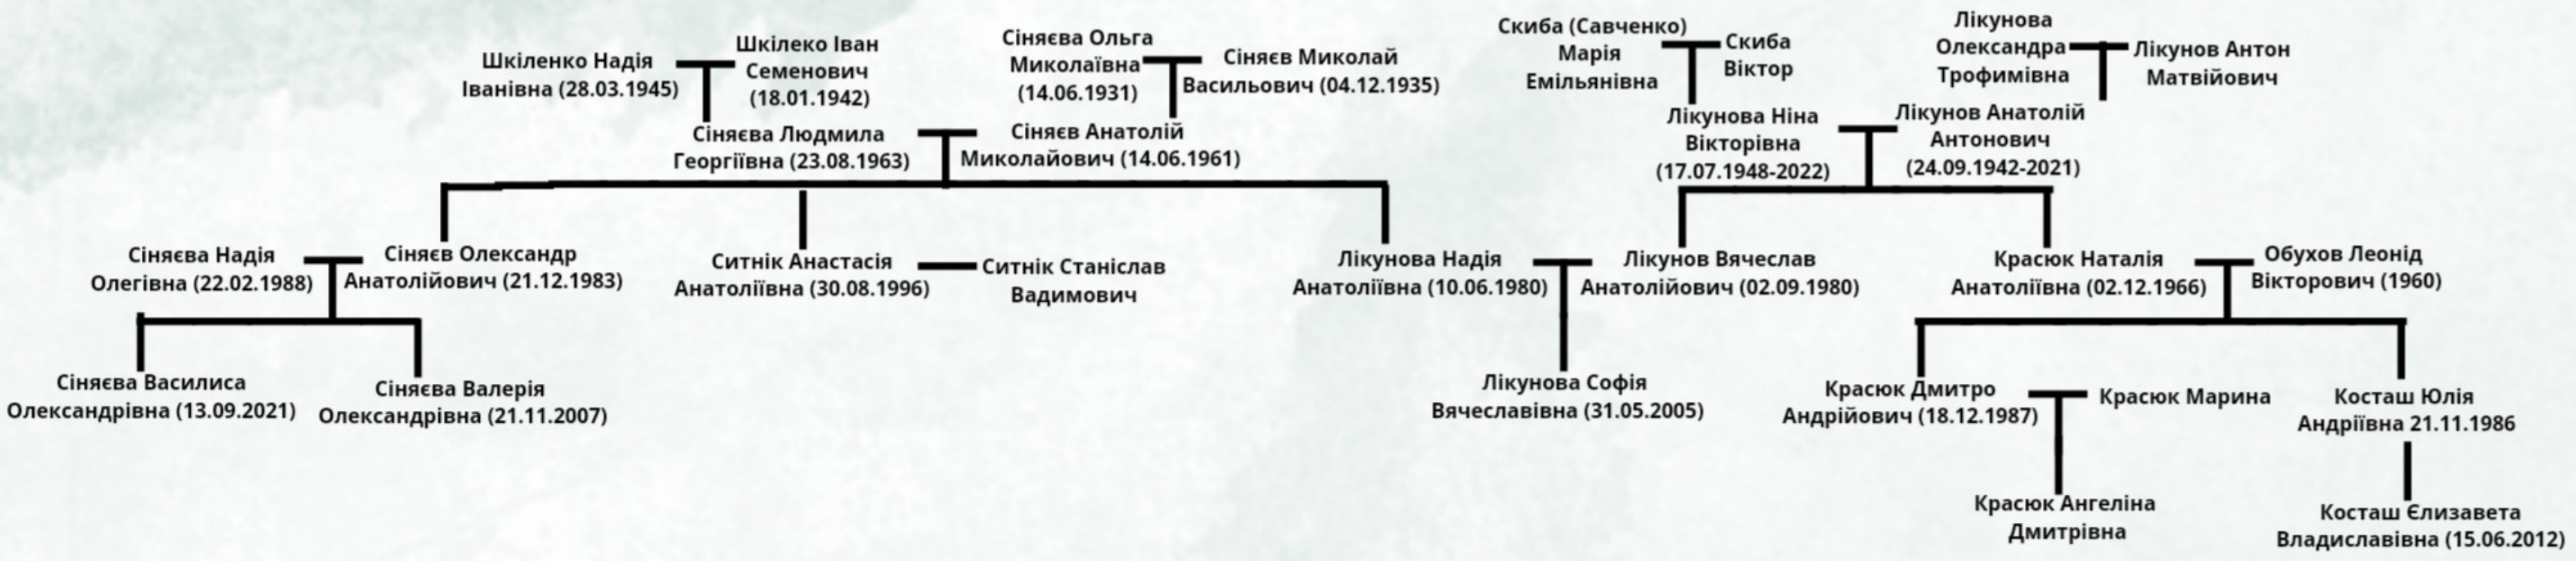 Шкіленко Надія
Іванівна (28.03.1945)
Шкілеко Іван
Семенович
(18.01.1942)
Сіняєва Ольга
Миколаївна
(14.06.1931)
Сіняєв Миколай
Васильович (04.12.1935)
Скиба (Савченко)
Марія
Емільянівна
Скиба
Віктор
Лікунова
Олександра
Трофимівна
Лікунов Антон
Матвійович
Сіняєва Людмила
Георгіївна (23.08.1963)
Сіняєв Анатолій
Миколайович (14.06.1961)
Лікунова Ніна
Вікторівна
(17.07.1948-2022)
Лікунов Анатолій
Антонович
(24.09.1942-2021)
Сіняєва Надія
Олегівна (22.02.1988)
Сіняєв Олександр
Анатолійович (21.12.1983)
Ситнік Анастасія
Анатоліївна (30.08.1996)
Ситнік Станіслав
Вадимович
Лікунова Надія
Анатоліївна (10.06.1980)
Лікунов Вячеслав
Анатолійович (02.09.1980)
Красюк Наталія
Анатоліївна (02.12.1966)
Обухов Леонід
Вікторович (1960)
Сіняєва Василиса
Олександрівна (13.09.2021)
Сіняєва Валерія
Олександрівна (21.11.2007)
Лікунова Софія
Вячеславівна (31.05.2005)
Красюк Дмитро
Андрійович (18.12.1987)
Красюк Марина
Косташ Юлія
Андріївна 21.11.1986
Красюк Ангеліна
Дмитрівна
Косташ Єлизавета
Владиславівна (15.06.2012)